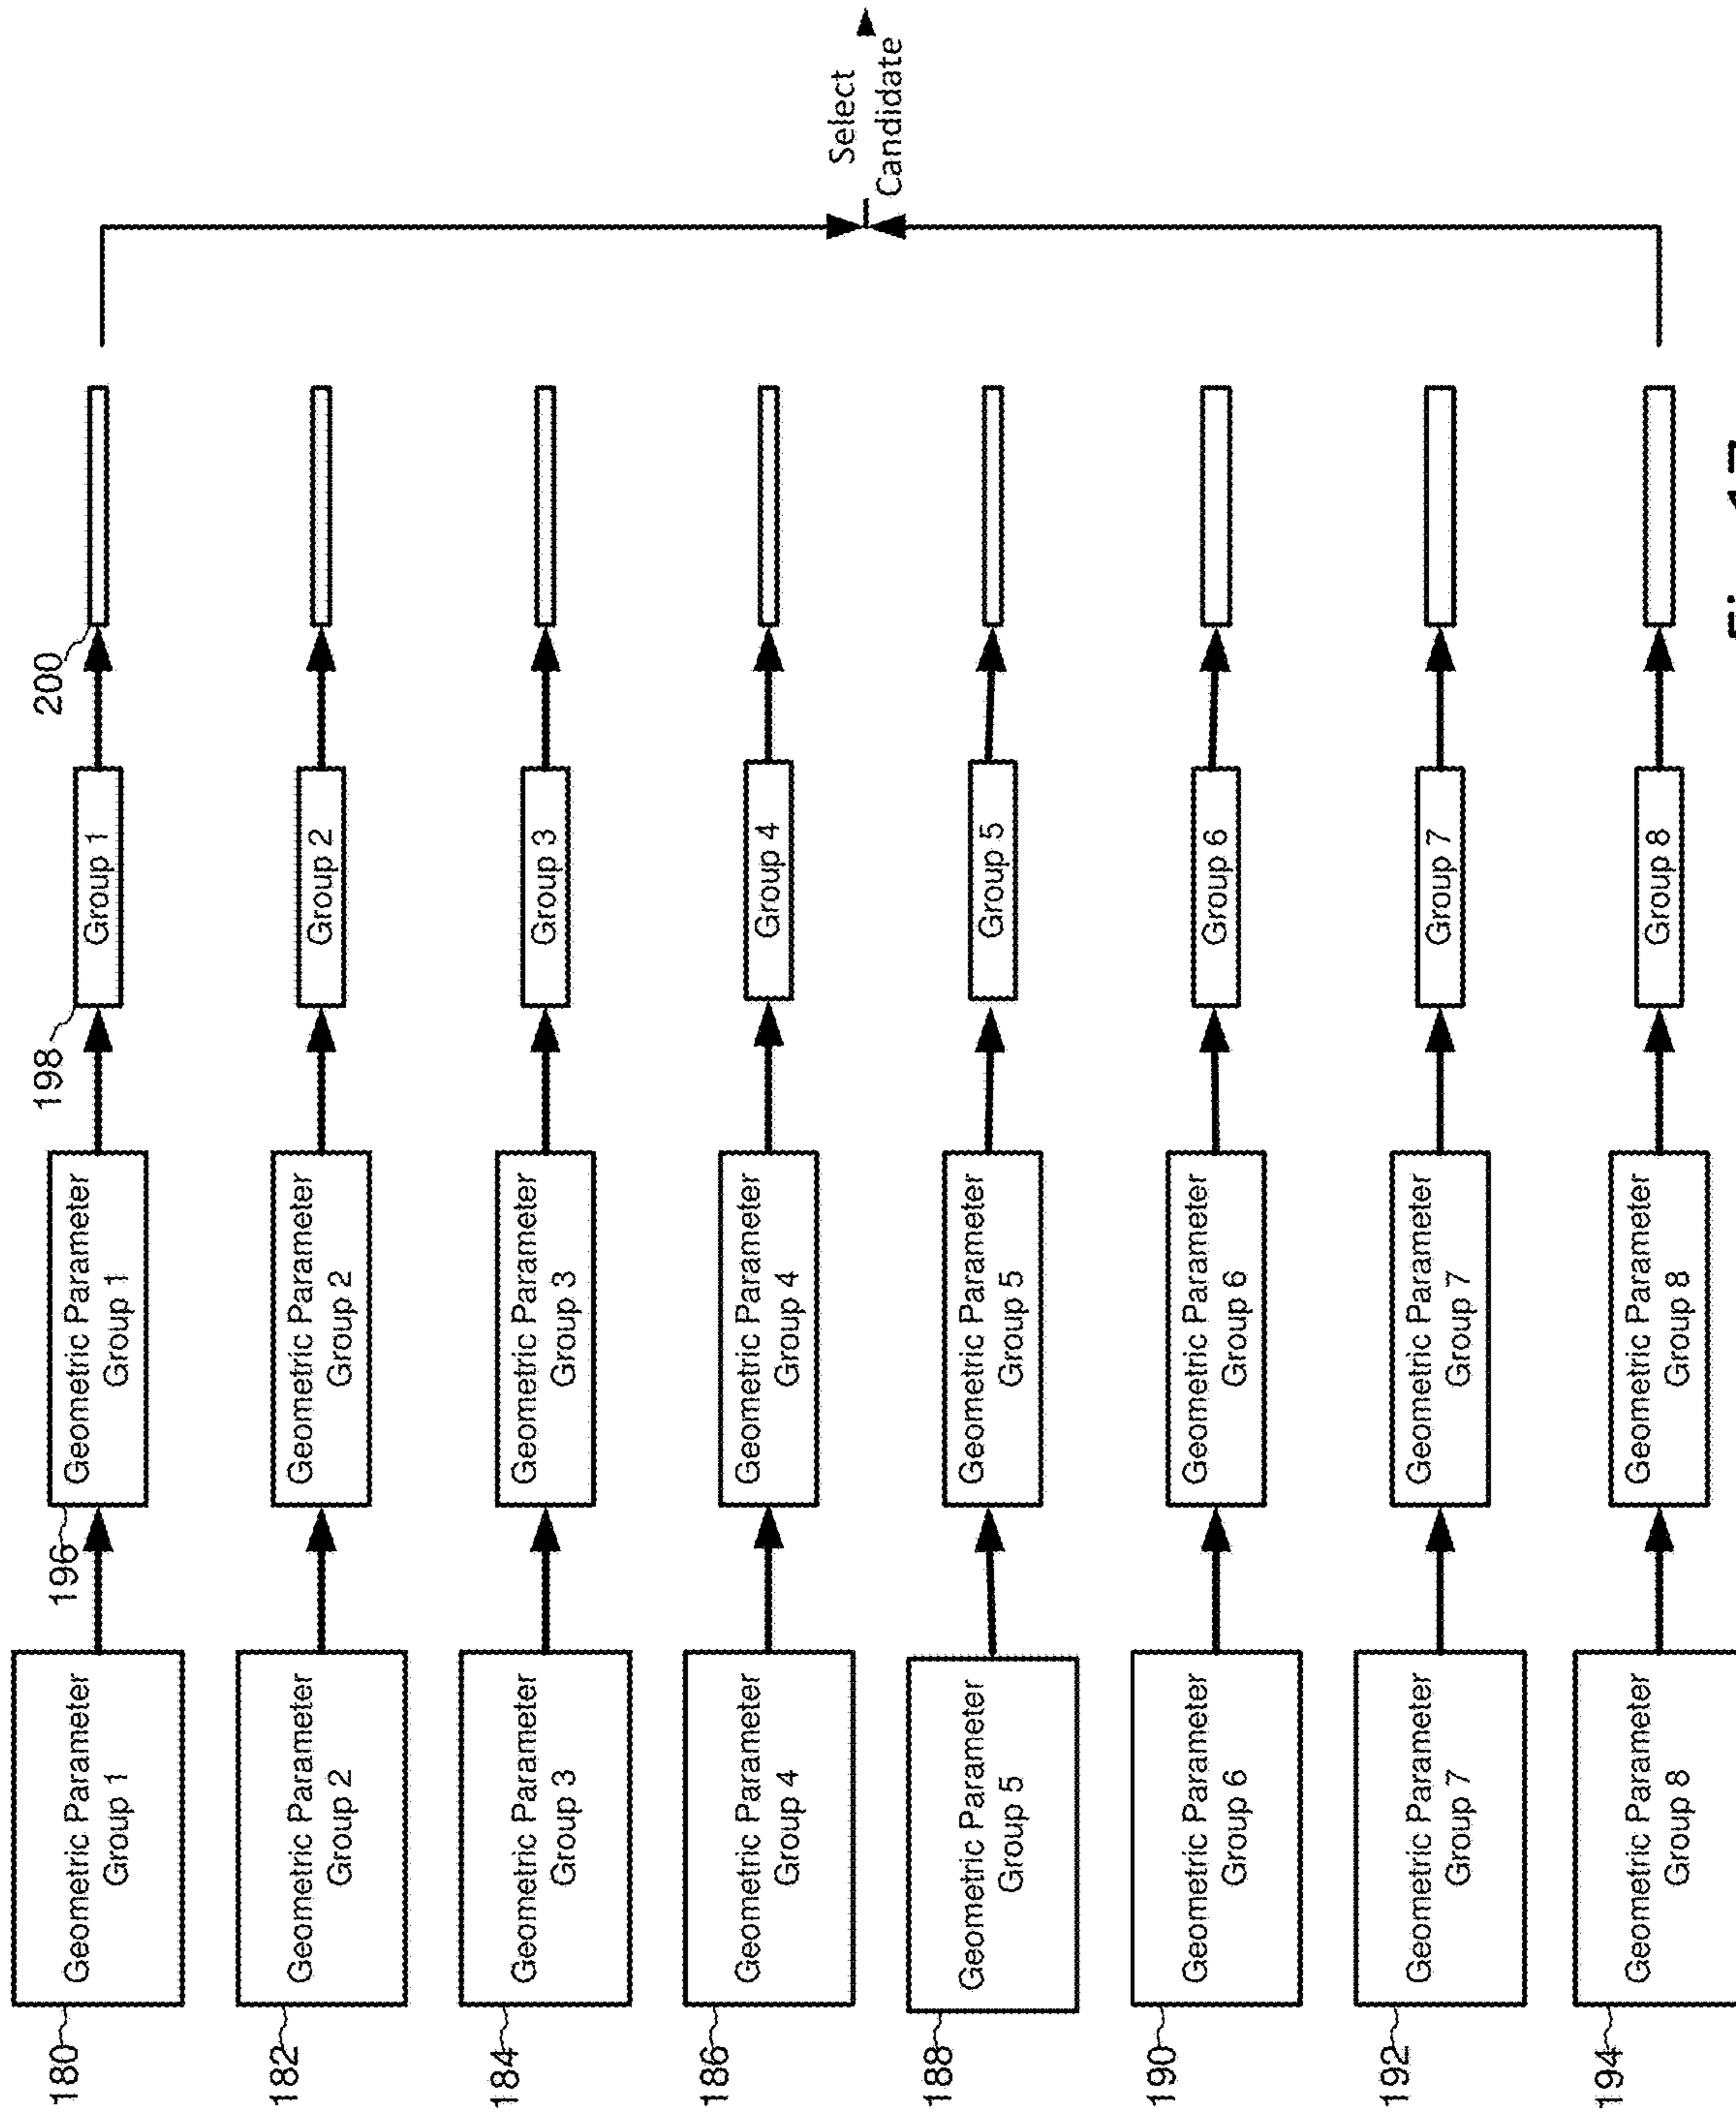 180
Geometric Parameter
Group 1
196
Geometric Parameter
Group 1
198
Group 1
200
182
Geometric Parameter
Group 2
Geometric Parameter
Group 2
Group 2
184
Geometric Parameter
Group 3
Geometric Parameter
Group 3
Group 3
186
Geometric Parameter
Group 4
Geometric Parameter
Group 4
Group 4
Select
Candidate
188
Geometric Parameter
Group 5
Geometric Parameter
Group 5
Group 5
190
Geometric Parameter
Group 6
Geometric Parameter
Group 6
Group 6
192
Geometric Parameter
Group 7
Geometric Parameter
Group 7
Group 7
194
Geometric Parameter
Group 8
Geometric Parameter
Group 8
Group 8